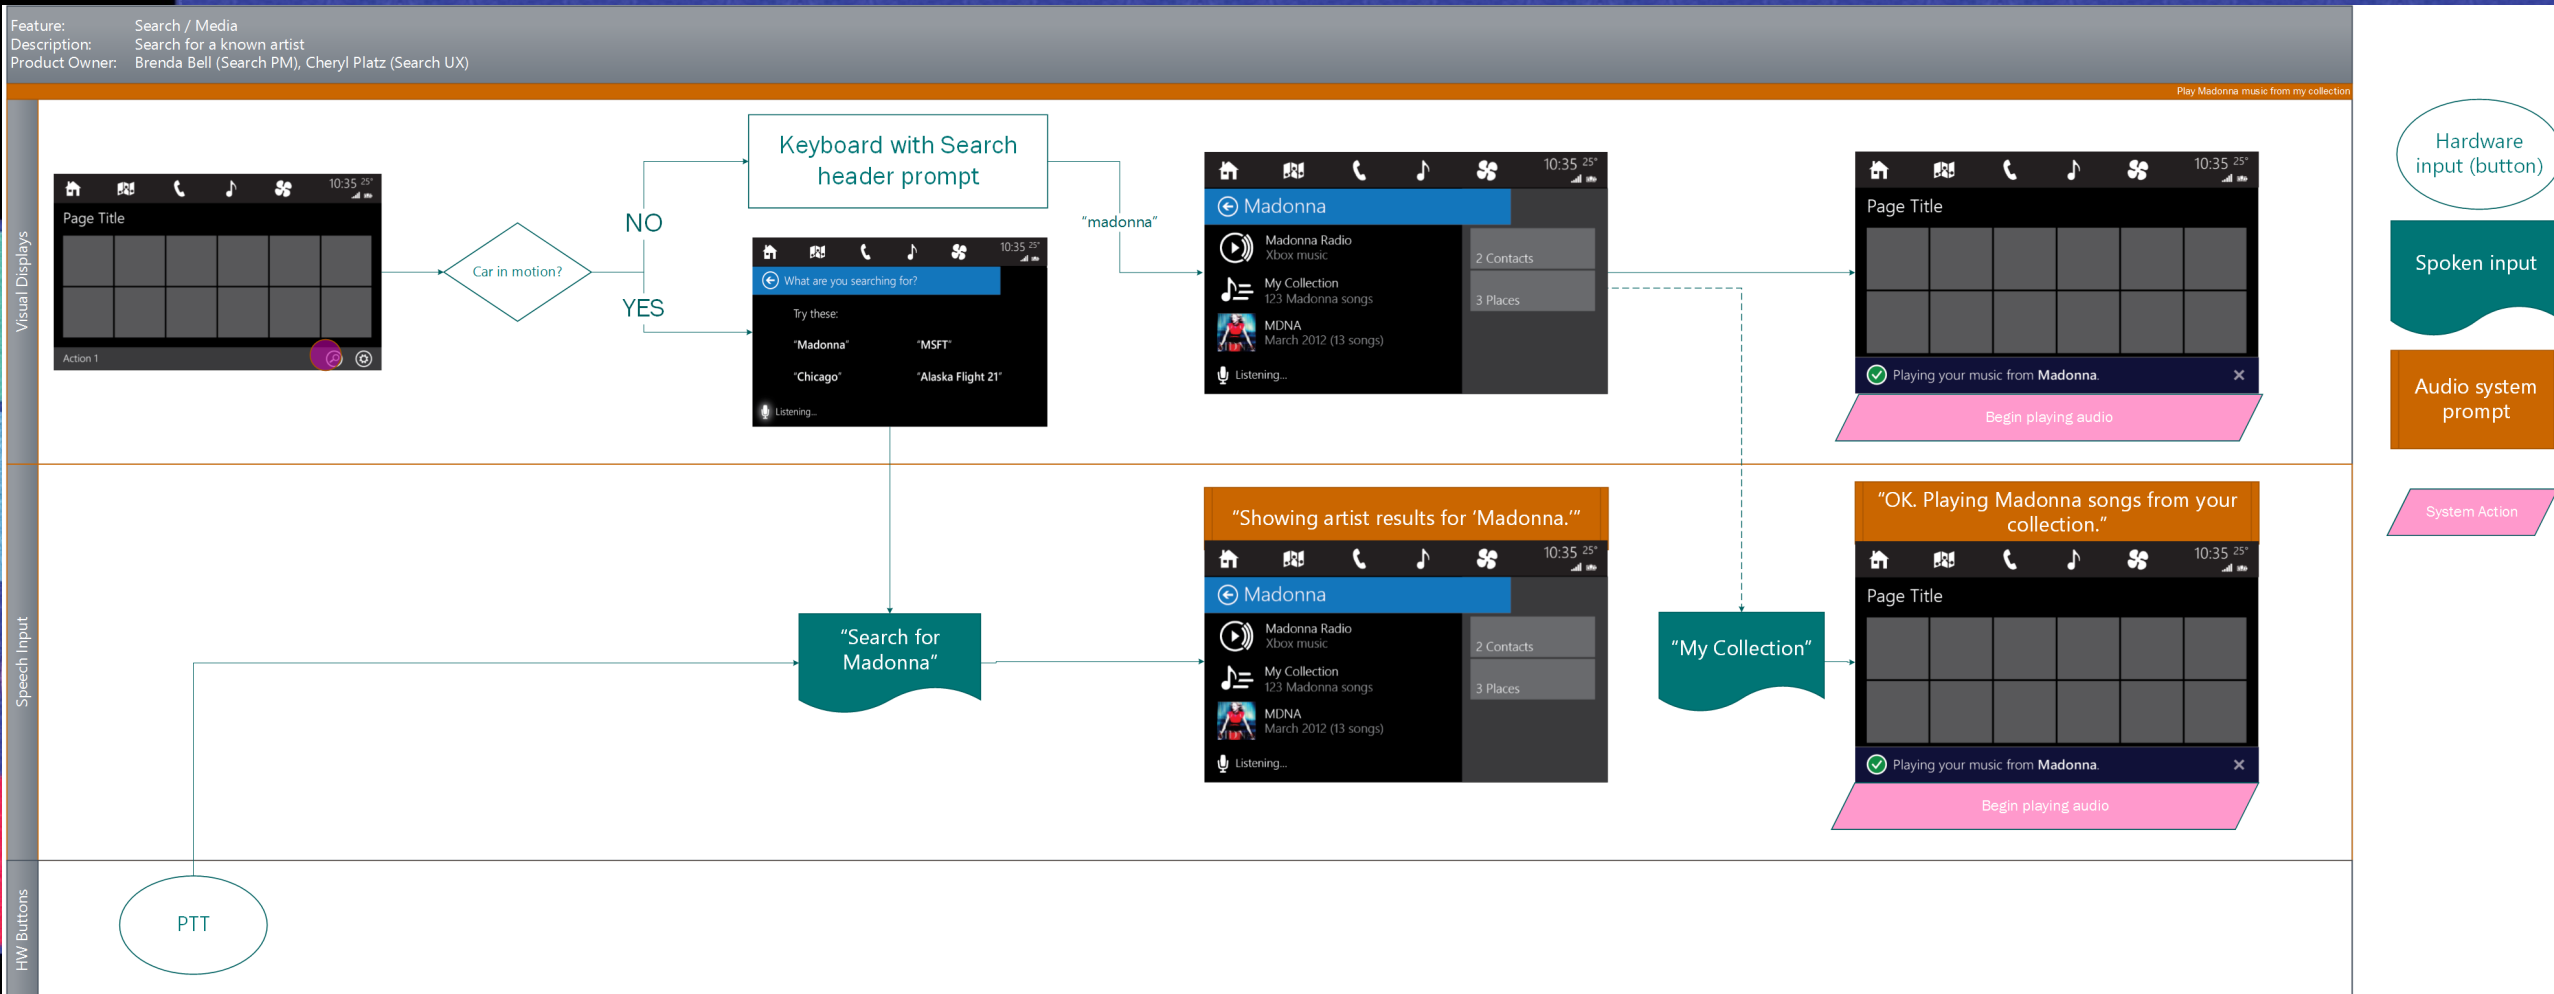 Feature: Search / Media
Description: Search for a known artist
Product Owner: Brenda Bell (Search PM), Cheryl Platz (Search UX)
Play Madonna music from my collection
Visual Displays
10:35 25°
Page Title
Action 1
Car in motion?
NO
YES
Keyboard with Search
header prompt
10:35 25°
What are you searching for?
Try these:
"Madonna" "MSFT"
"Chicago" "Alaska Flight 21"
Listening...
"madonna"
10:35 25°
Madonna
Madonna Radio
Xbox music
My Collection
123 Madonna songs
MDNA
March 2012 (13 songs)
Listening...
2 Contacts
3 Places
10:35 25°
Page Title
Playing your music from Madonna.
Begin playing audio
Speech Input
"Search for
Madonna"
"Showing artist results for 'Madonna.'"
10:35 25°
Madonna
Madonna Radio
Xbox music
My Collection
123 Madonna songs
MDNA
March 2012 (13 songs)
Listening...
2 Contacts
3 Places
"My Collection"
"OK. Playing Madonna songs from your
collection."
10:35 25°
Page Title
Playing your music from Madonna.
Begin playing audio
HW Buttons
PTT
Hardware
input (button)
Spoken input
Audio system
prompt
System Action